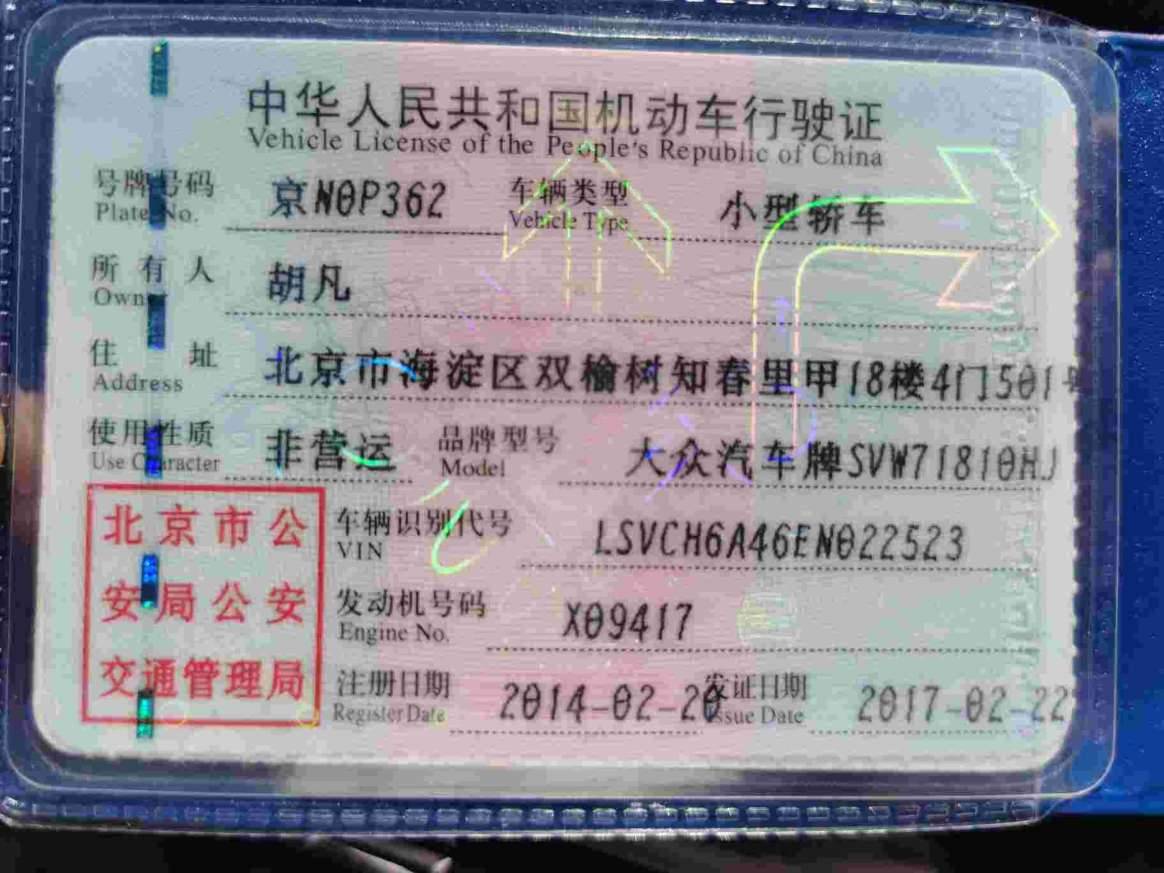 中华人民共和国机动车行驶证
Vehicle License of the People's Republic of China
号牌号码 京N0P362 车辆类型 小型轿车
Plate No. Vehicle Type
所有人 胡凡
Owner
住址 北京市海淀区双榆树知春里甲18楼4门501号
Address
使用性质 非营运 品牌型号 大众汽车牌SVW71810HJ
Use Character Model
北京市公安局公安交通管理局
车辆识别代号 LSVCH6A46EN022523
VIN
发动机号码 X09417
Engine No.
注册日期 2014-02-20 发证日期 2017-02-22
Register Date Issue Date